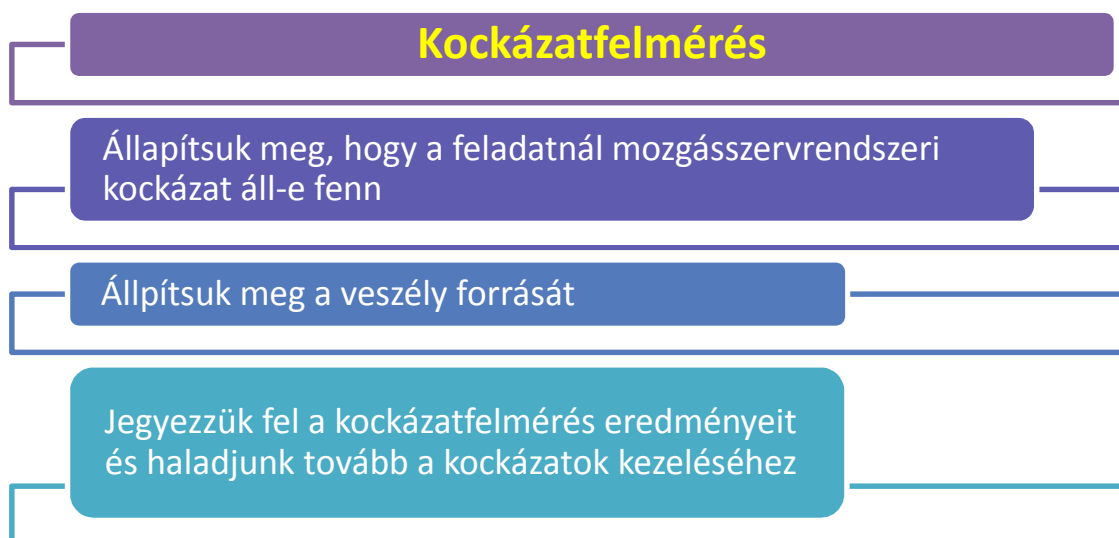 Kockázatfelmérés
Állapítsuk meg, hogy a feladatnál mozgásszervrendszeri
kockázat áll-e fenn
Állpítsuk meg a veszély forrását
Jegyezzük fel a kockázatfelmérés eredményeit
és haladjunk tovább a kockázatok kezeléséhez